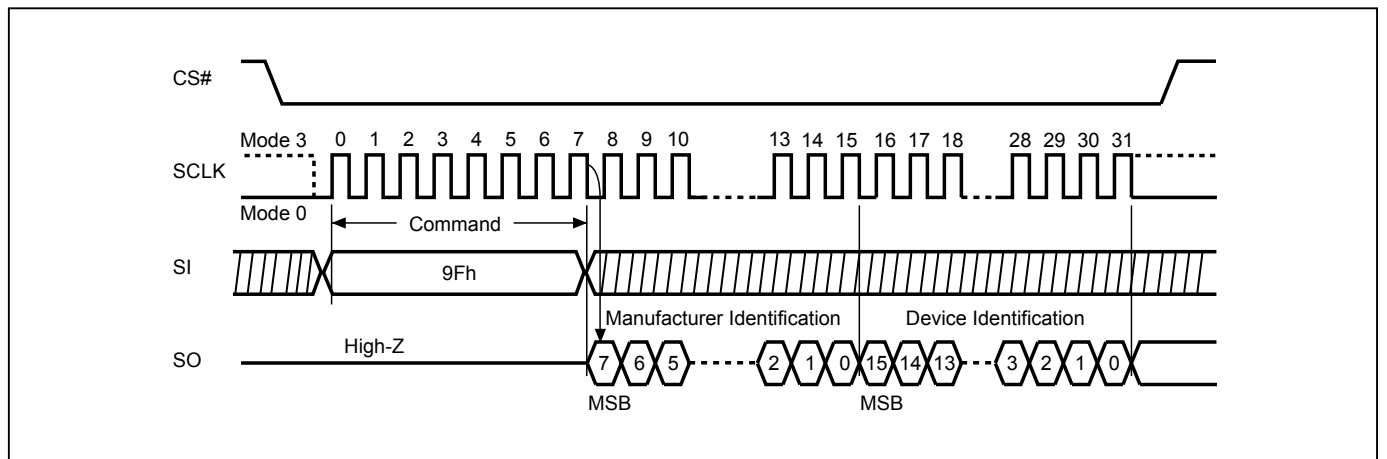 CS#
Mode 3 0 1 2 3 4 5 6 7 8 9 10 13 14 15 16 17 18 28 29 30 31
SCLK
Mode 0
Command
SI
9Fh
Manufacturer Identification Device Identification
High-Z
SO
7 6 5 2 1 0 15 14 13 3 2 1 0
MSB MSB